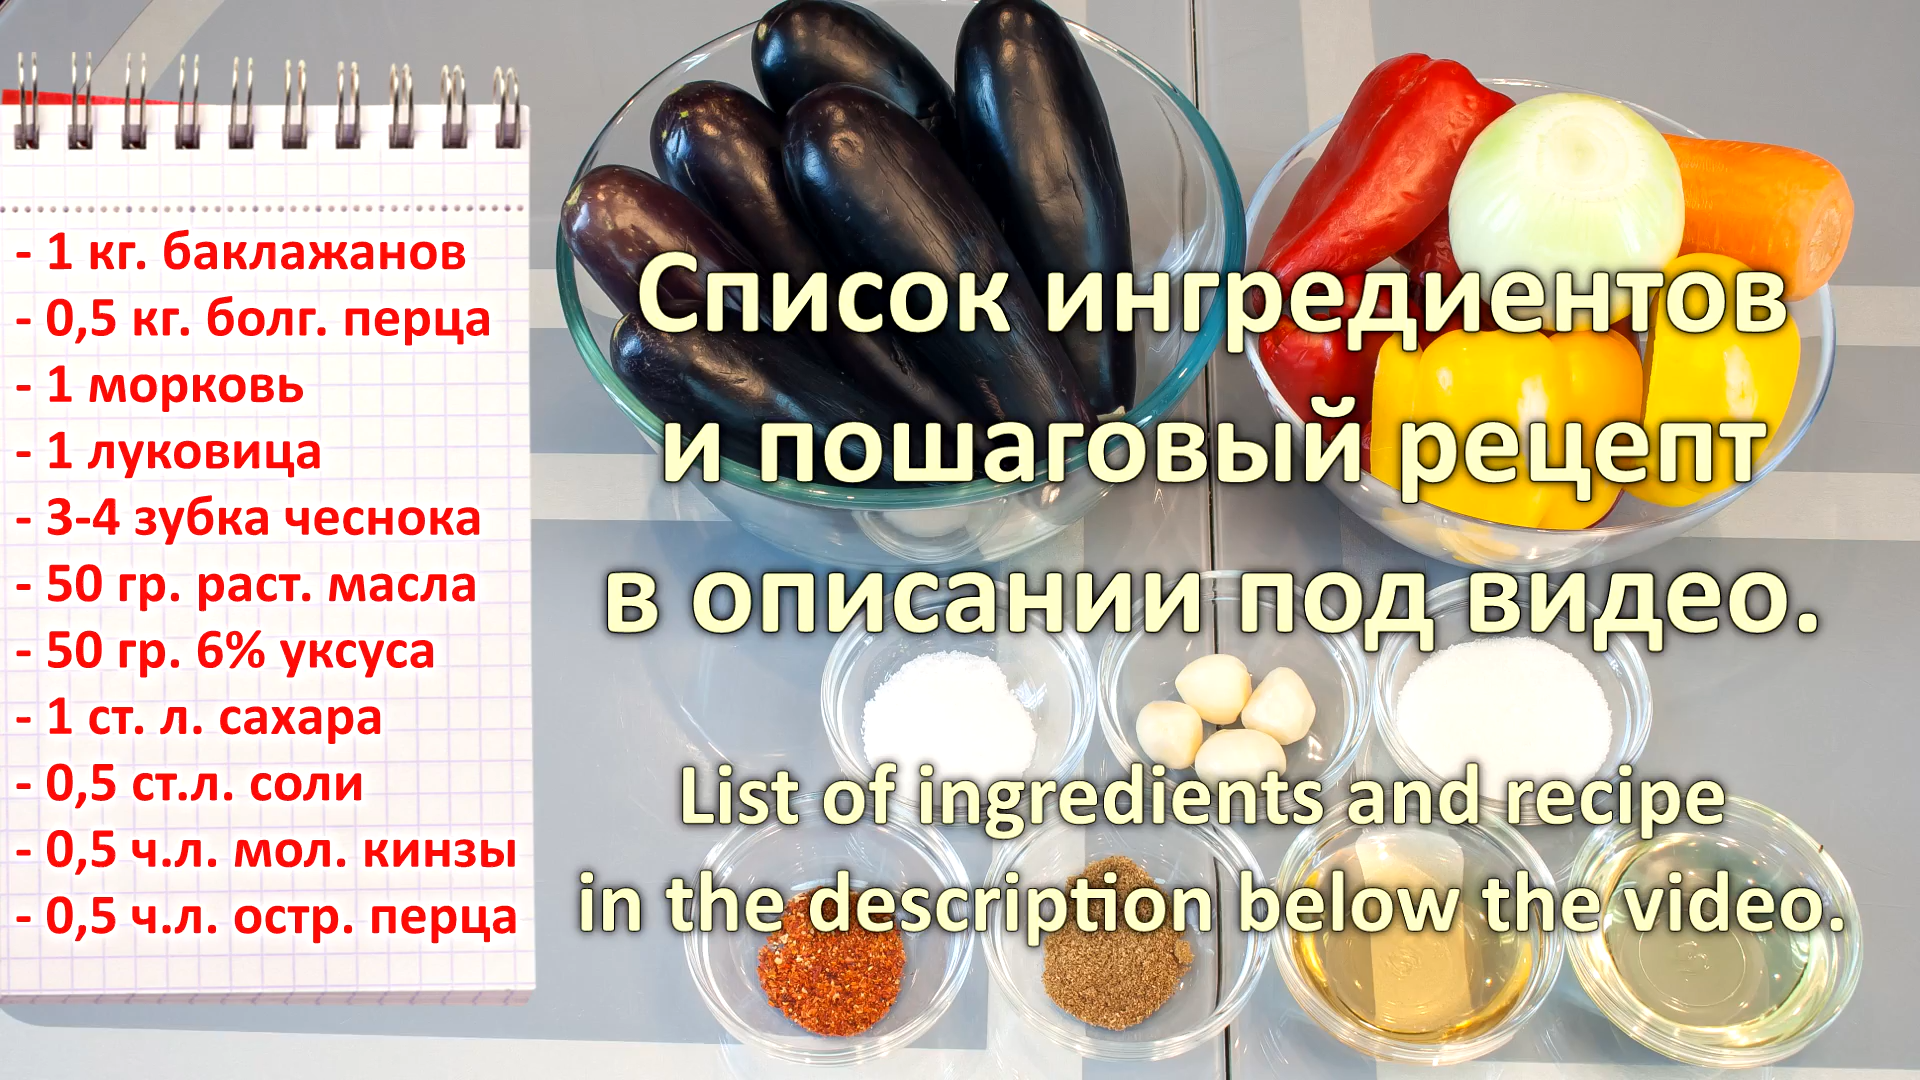 - 1 кг. баклажанов
- 0,5 кг. болг. перца
- 1 морковь
- 1 луковица
- 3-4 зубка чеснока
- 50 гр. раст. масла
- 50 гр. 6% уксуса
- 1 ст. л. сахара
- 0,5 ст.л. соли
- 0,5 ч.л. мол. кинзы
- 0,5 ч.л. остр. перца
Список ингредиентов
и пошаговый рецепт
в описании под видео.
List of ingredients and recipe
in the description below the video.